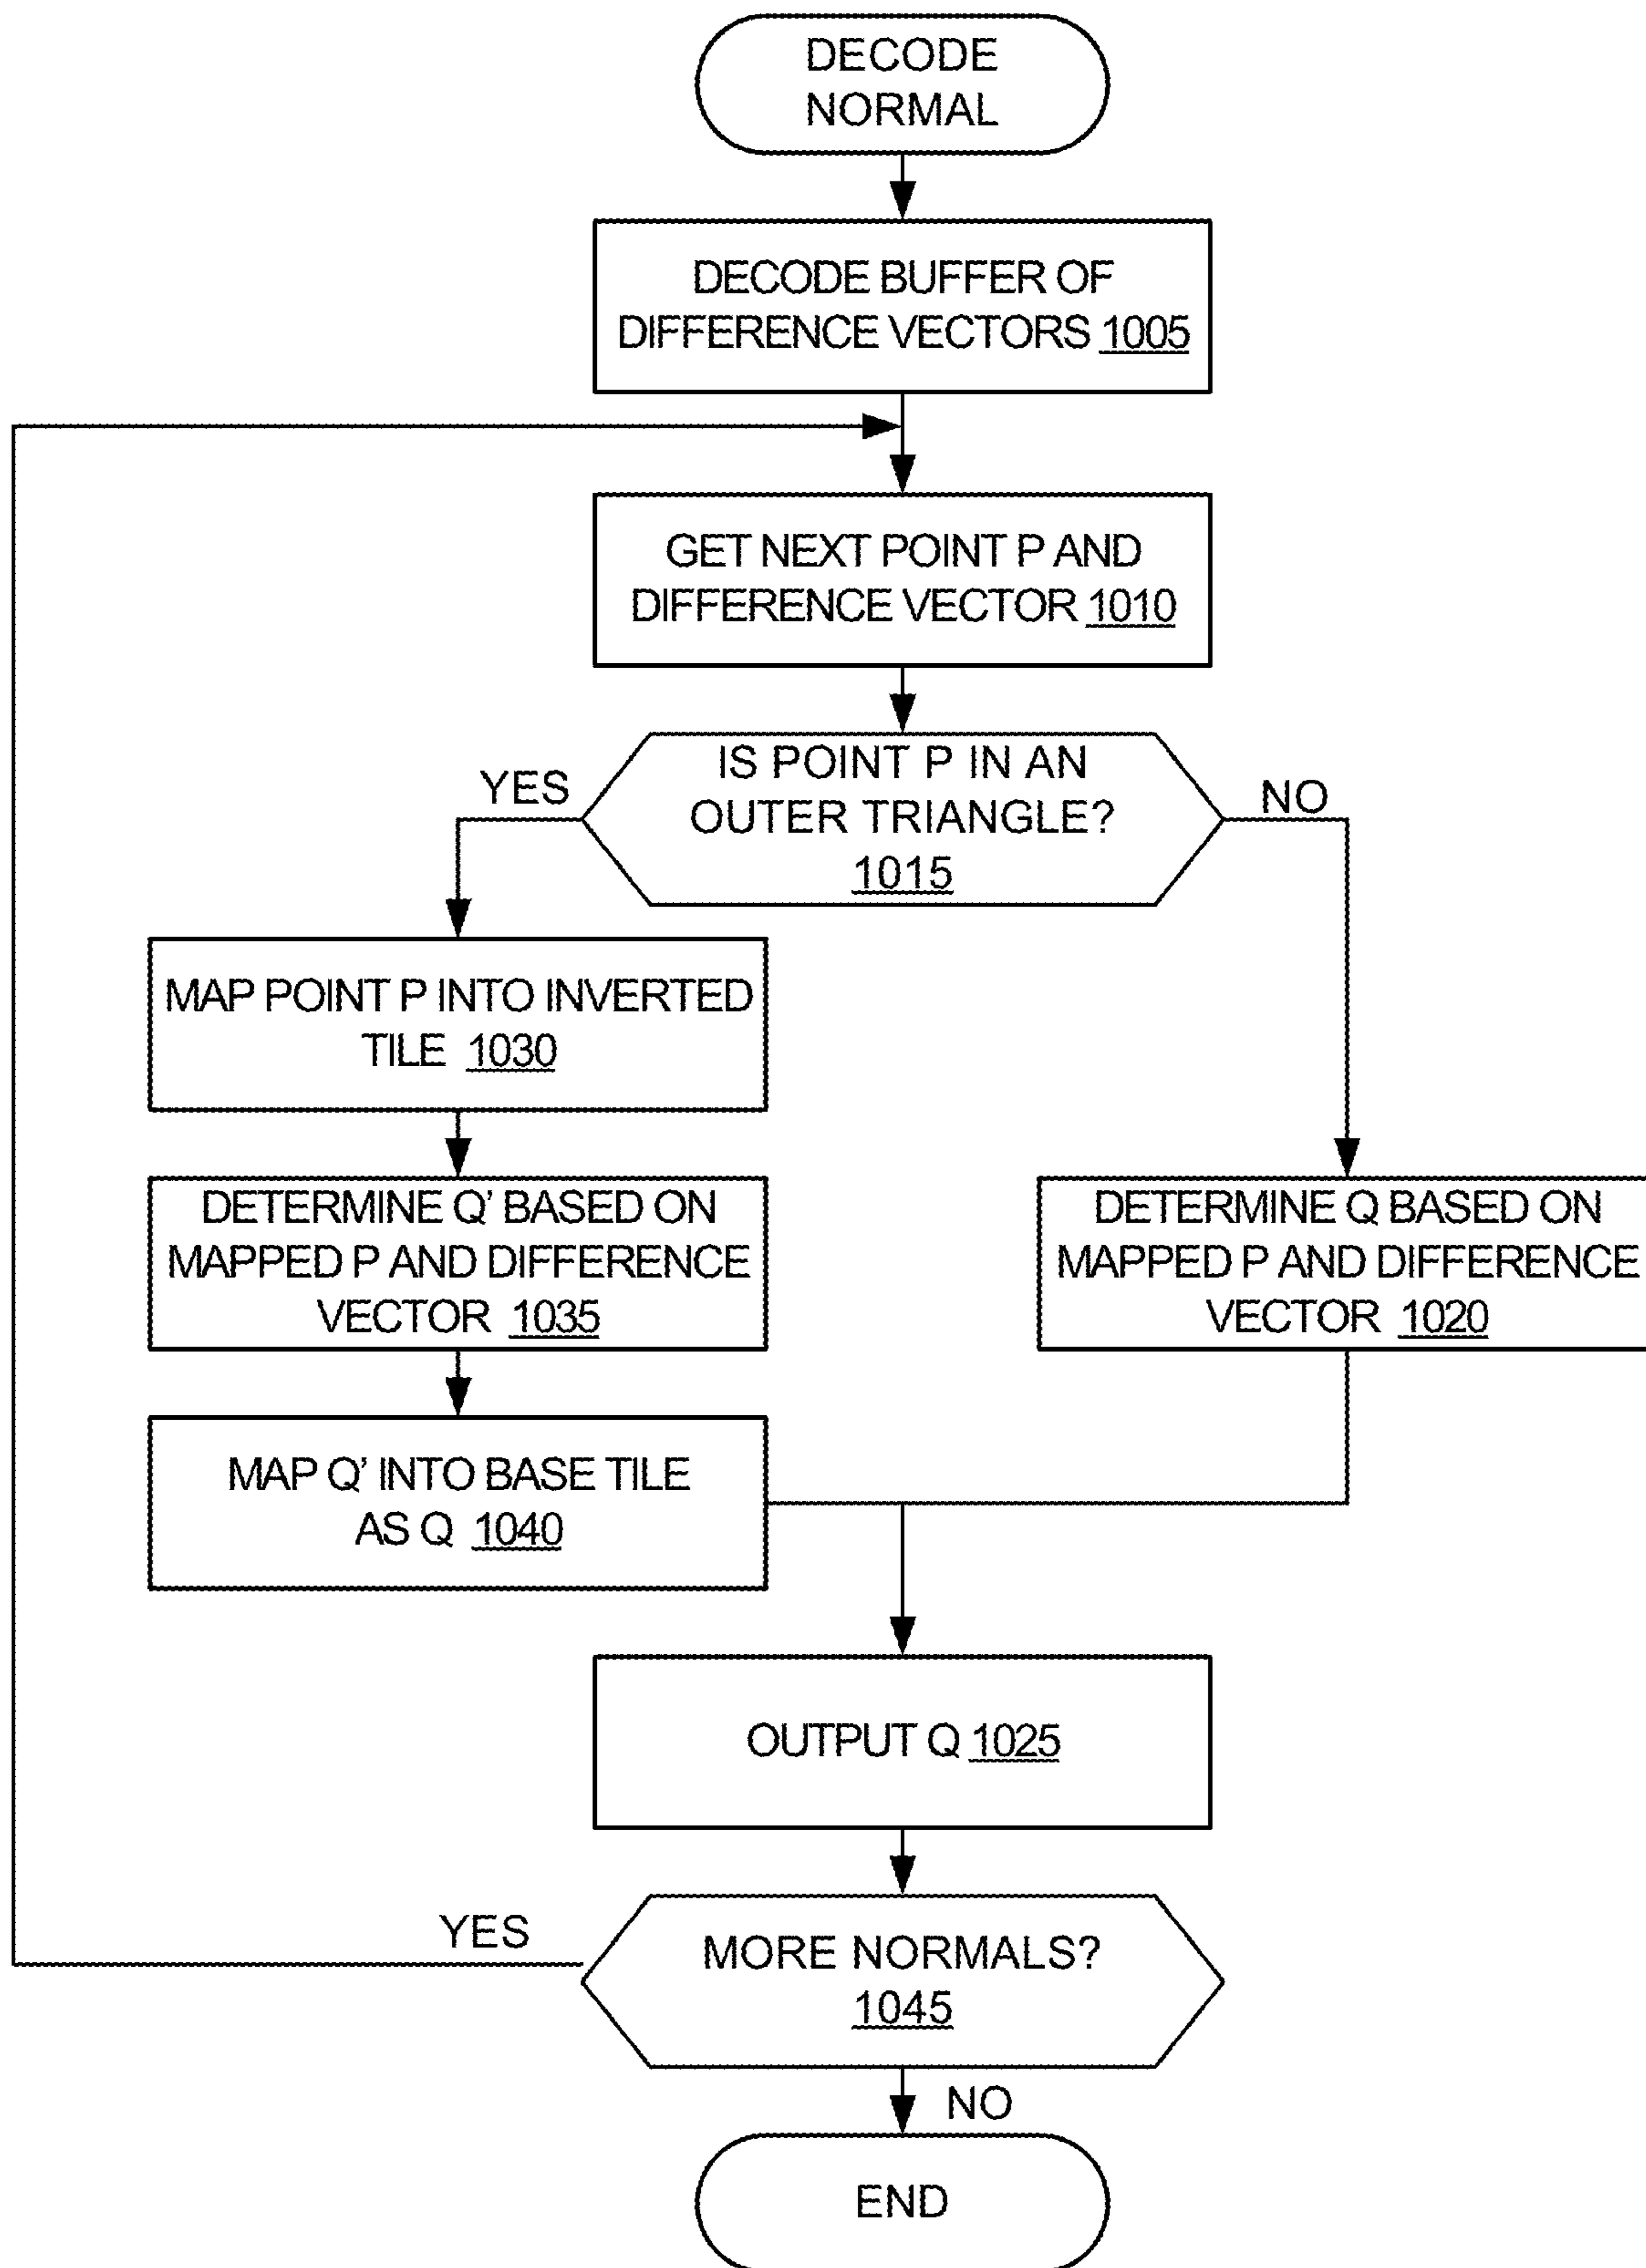 DECODE
NORMAL
DECODE BUFFER OF
DIFFERENCE VECTORS 1005
GET NEXT POINT P AND
DIFFERENCE VECTOR 1010
IS POINT P IN AN
OUTER TRIANGLE?
1015
YES
NO
MAP POINT P INTO INVERTED
TILE 1030
DETERMINE Q' BASED ON
MAPPED P AND DIFFERENCE
VECTOR 1035
DETERMINE Q BASED ON
MAPPED P AND DIFFERENCE
VECTOR 1020
MAP Q' INTO BASE TILE
AS Q 1040
OUTPUT Q 1025
YES
MORE NORMALS?
1045
NO
END